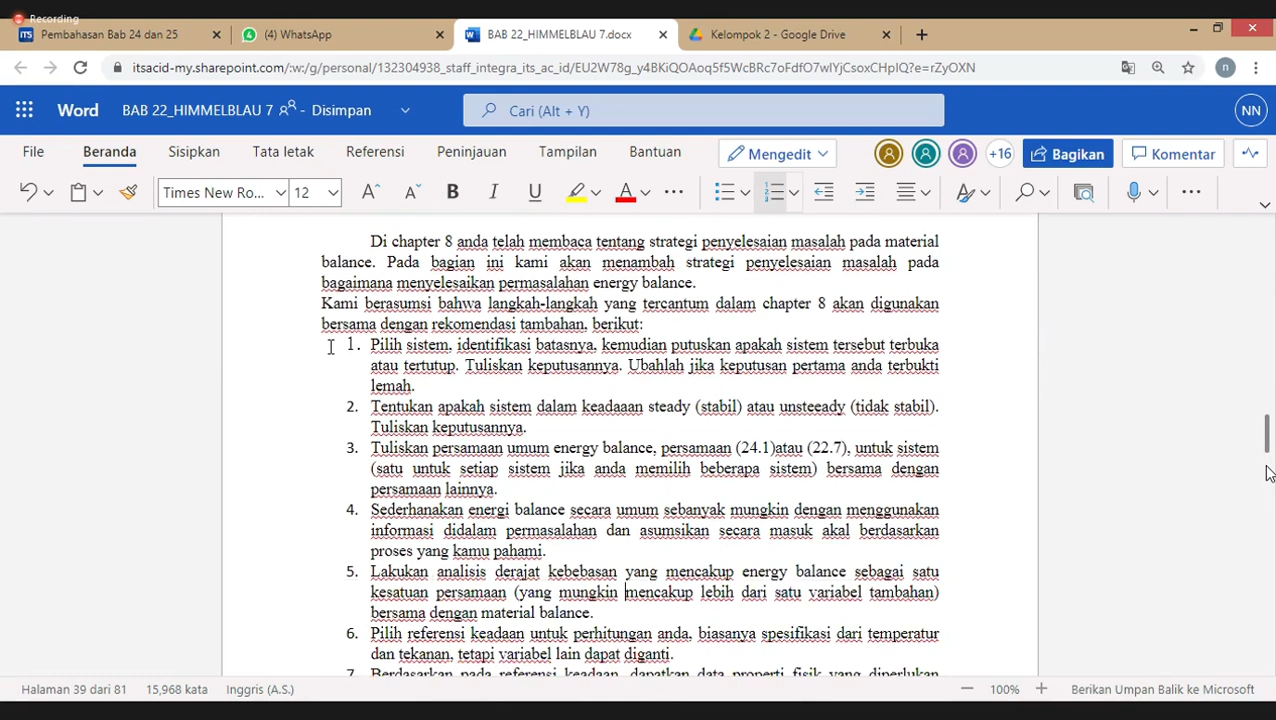 Recording
ITS Pembahasan Bab 24 dan 25
(4) WhatsApp
BAB 22_HIMMELBLAU 7.docx
Kelompok 2 - Google Drive
itsacid-my.sharepoint.com/:w:/g/personal/132304938_staff_integra_its_ac_id/EU2W78g_y4BKiQOAoq5f5WcBRc7oFdfO7wIYjCsoxCHpIQ?e=rZyOXN
Word BAB 22_HIMMELBLAU 7 - Disimpan
Cari (Alt + Y)
NN
File Beranda Sisipkan Tata letak Referensi Peninjauan Tampilan Bantuan
Mengedit
+16
Bagikan
Komentar
Times New Ro... 12
B I U A
Di chapter 8 anda telah membaca tentang strategi penyelesaian masalah pada material
balance. Pada bagian ini kami akan menambah strategi penyelesaian masalah pada
bagaimana menyelesaikan permasalahan energy balance.
Kami berasumsi bahwa langkah-langkah yang tercantum dalam chapter 8 akan digunakan
bersama dengan rekomendasi tambahan, berikut:
1. Pilih sistem, identifikasi batasnya, kemudian putuskan apakah sistem tersebut terbuka
atau tertutup. Tuliskan keputusannya. Ubahlah jika keputusan pertama anda terbukti
lemah.
2. Tentukan apakah sistem dalam keadaaan steady (stabil) atau unsteeady (tidak stabil).
Tuliskan keputusannya.
3. Tuliskan persamaan umum energy balance, persamaan (24.1)atau (22.7), untuk sistem
(satu untuk setiap sistem jika anda memilih beberapa sistem) bersama dengan
persamaan lainnya.
4. Sederhanakan energi balance secara umum sebanyak mungkin dengan menggunakan
informasi didalam permasalahan dan asumsikan secara masuk akal berdasarkan
proses yang kamu pahami.
5. Lakukan analisis derajat kebebasan yang mencakup energy balance sebagai satu
kesatuan persamaan (yang mungkin mencakup lebih dari satu variabel tambahan)
bersama dengan material balance.
6. Pilih referensi keadaan untuk perhitungan anda, biasanya spesifikasi dari temperatur
dan tekanan, tetapi variabel lain dapat diganti.
7. Berdasarkan pada referensi keadaan, dapatkan data properti fisik yang diperlukan
Halaman 39 dari 81
15,968 kata
Inggris (A.S.)
100%
Berikan Umpan Balik ke Microsoft